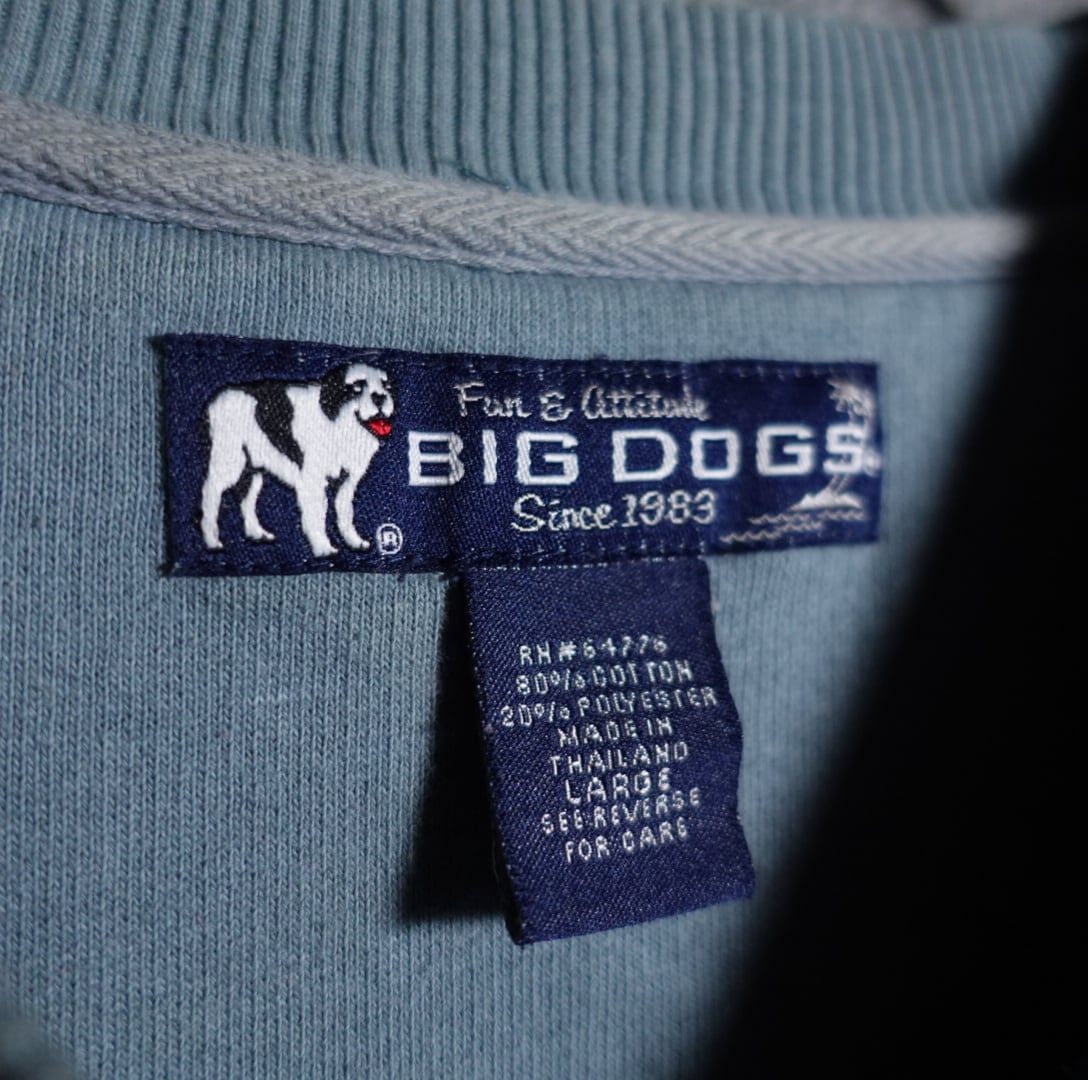 Fun & Attitude
BIG DOGS
Since 1983
®
RH#64776
80% COTTON
20% POLYESTER
MADE IN
THAILAND
LARGE
SEE REVERSE
FOR CARE